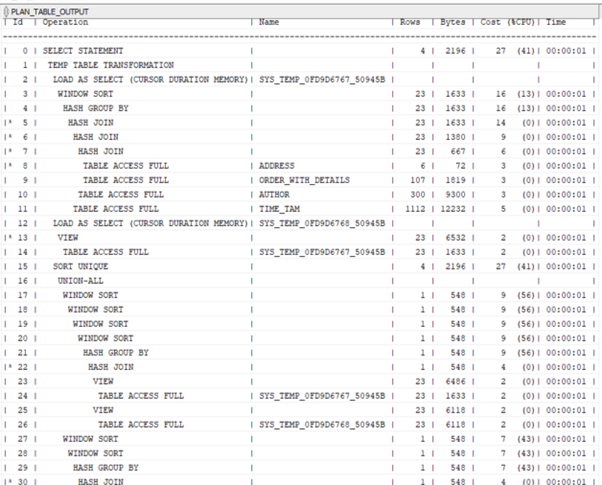 PLAN_TABLE_OUTPUT
| Id | Operation | Name | Rows | Bytes | Cost (%CPU)| Time
| 0 | SELECT STATEMENT | | 4 | 2196 | 27 (41)| 00:00:01
| 1 | TEMP TABLE TRANSFORMATION | | | | |
| 2 | LOAD AS SELECT (CURSOR DURATION MEMORY)| SYS_TEMP_0FD9D6767_50945B | | | |
| 3 | WINDOW SORT | | 23 | 1633 | 16 (13)| 00:00:01
| 4 | HASH GROUP BY | | 23 | 1633 | 16 (13)| 00:00:01
|* 5 | HASH JOIN | | 23 | 1633 | 14 (0)| 00:00:01
|* 6 | HASH JOIN | | 23 | 1380 | 9 (0)| 00:00:01
|* 7 | HASH JOIN | | 23 | 667 | 6 (0)| 00:00:01
|* 8 | TABLE ACCESS FULL | ADDRESS | 6 | 72 | 3 (0)| 00:00:01
| 9 | TABLE ACCESS FULL | ORDER_WITH_DETAILS | 107 | 1819 | 3 (0)| 00:00:01
| 10 | TABLE ACCESS FULL | AUTHOR | 300 | 9300 | 3 (0)| 00:00:01
| 11 | TABLE ACCESS FULL | TIME_TAM | 1112 | 12232 | 5 (0)| 00:00:01
| 12 | LOAD AS SELECT (CURSOR DURATION MEMORY)| SYS_TEMP_0FD9D6768_50945B | | | |
|* 13 | VIEW | | 23 | 6532 | 2 (0)| 00:00:01
| 14 | TABLE ACCESS FULL | SYS_TEMP_0FD9D6767_50945B | 23 | 1633 | 2 (0)| 00:00:01
| 15 | SORT UNIQUE | | 4 | 2196 | 27 (41)| 00:00:01
| 16 | UNION-ALL | | | | |
| 17 | WINDOW SORT | | 1 | 548 | 9 (56)| 00:00:01
| 18 | WINDOW SORT | | 1 | 548 | 9 (56)| 00:00:01
| 19 | WINDOW SORT | | 1 | 548 | 9 (56)| 00:00:01
| 20 | WINDOW SORT | | 1 | 548 | 9 (56)| 00:00:01
| 21 | HASH GROUP BY | | 1 | 548 | 9 (56)| 00:00:01
|* 22 | HASH JOIN | | 1 | 548 | 4 (0)| 00:00:01
| 23 | VIEW | | 23 | 6486 | 2 (0)| 00:00:01
| 24 | TABLE ACCESS FULL | SYS_TEMP_0FD9D6767_50945B | 23 | 1633 | 2 (0)| 00:00:01
| 25 | VIEW | | 23 | 6118 | 2 (0)| 00:00:01
| 26 | TABLE ACCESS FULL | SYS_TEMP_0FD9D6768_50945B | 23 | 6118 | 2 (0)| 00:00:01
| 27 | WINDOW SORT | | 1 | 548 | 7 (43)| 00:00:01
| 28 | WINDOW SORT | | 1 | 548 | 7 (43)| 00:00:01
| 29 | HASH GROUP BY | | 1 | 548 | 7 (43)| 00:00:01
|* 30 | HASH JOIN | | 1 | 548 | 4 (0)| 00:00:01